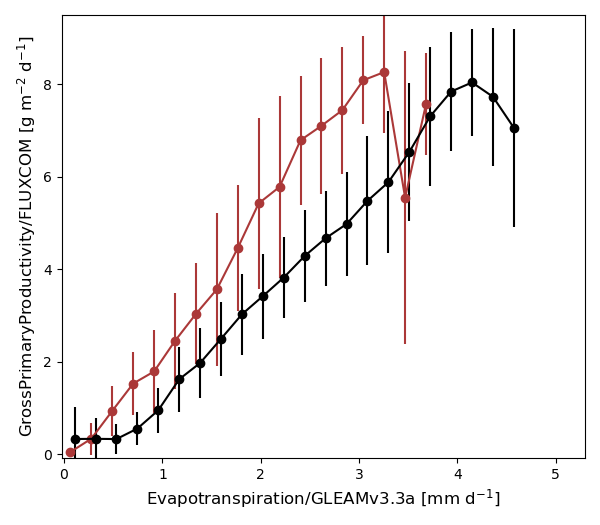 GrossPrimaryProductivity/FLUXCOM [g m⁻² d⁻¹]
8
6
4
2
0
0 1 2 3 4 5
Evapotranspiration/GLEAMv3.3a [mm d⁻¹]